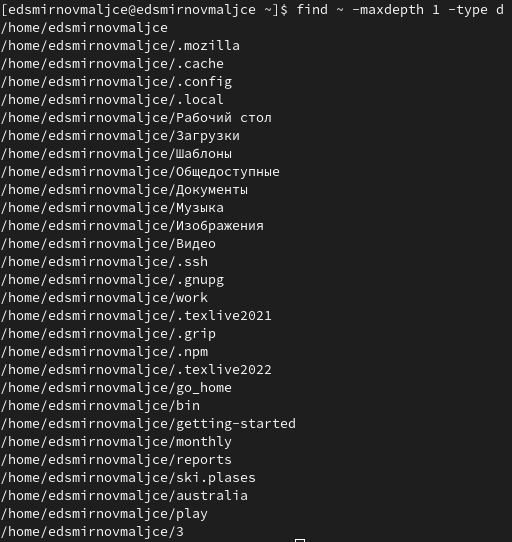 [edsmirnovmaljce@edsmirnovmaljce ~]$ find ~ -maxdepth 1 -type d
/home/edsmirnovmaljce
/home/edsmirnovmaljce/.mozilla
/home/edsmirnovmaljce/.cache
/home/edsmirnovmaljce/.config
/home/edsmirnovmaljce/.local
/home/edsmirnovmaljce/Рабочий стол
/home/edsmirnovmaljce/Загрузки
/home/edsmirnovmaljce/Шаблоны
/home/edsmirnovmaljce/Общедоступные
/home/edsmirnovmaljce/Документы
/home/edsmirnovmaljce/Музыка
/home/edsmirnovmaljce/Изображения
/home/edsmirnovmaljce/Видео
/home/edsmirnovmaljce/.ssh
/home/edsmirnovmaljce/.gnupg
/home/edsmirnovmaljce/work
/home/edsmirnovmaljce/.texlive2021
/home/edsmirnovmaljce/.grip
/home/edsmirnovmaljce/.npm
/home/edsmirnovmaljce/.texlive2022
/home/edsmirnovmaljce/go_home
/home/edsmirnovmaljce/bin
/home/edsmirnovmaljce/getting-started
/home/edsmirnovmaljce/monthly
/home/edsmirnovmaljce/reports
/home/edsmirnovmaljce/ski.plases
/home/edsmirnovmaljce/australia
/home/edsmirnovmaljce/play
/home/edsmirnovmaljce/3